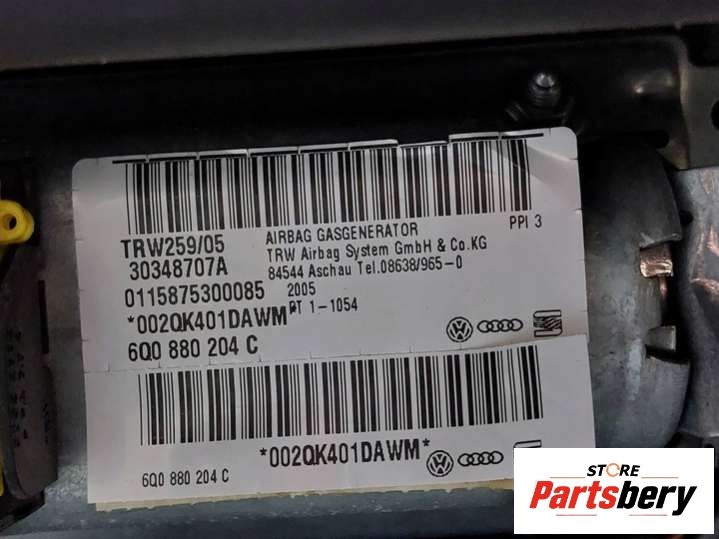 TRW259/05
30348707A
0115875300085
*002QK401DAWM*
6Q0 880 204 C
AIRBAG GASGENERATOR
TRW Airbag System GmbH & Co.KG
84544 Aschau Tel.08638/965-0
2005
PT 1-1054
PPI 3
*002QK401DAWM*
6Q0 880 204 C
STORE
Partsbery